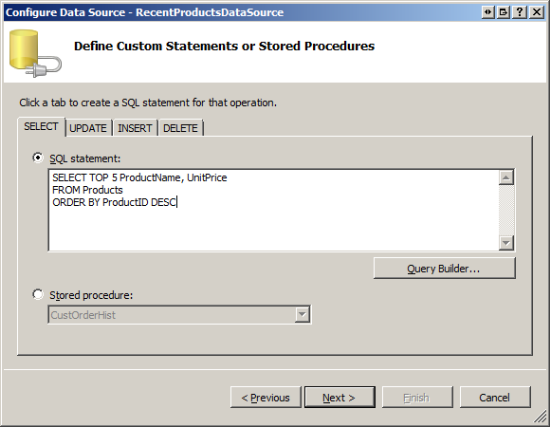 Configure Data Source - RecentProductsDataSource
Define Custom Statements or Stored Procedures
Click a tab to create a SQL statement for that operation.
SELECT UPDATE INSERT DELETE
SQL statement:
SELECT TOP 5 ProductName, UnitPrice
FROM Products
ORDER BY ProductID DESC
Query Builder...
Stored procedure:
CustOrderHist
< Previous Next > Finish Cancel